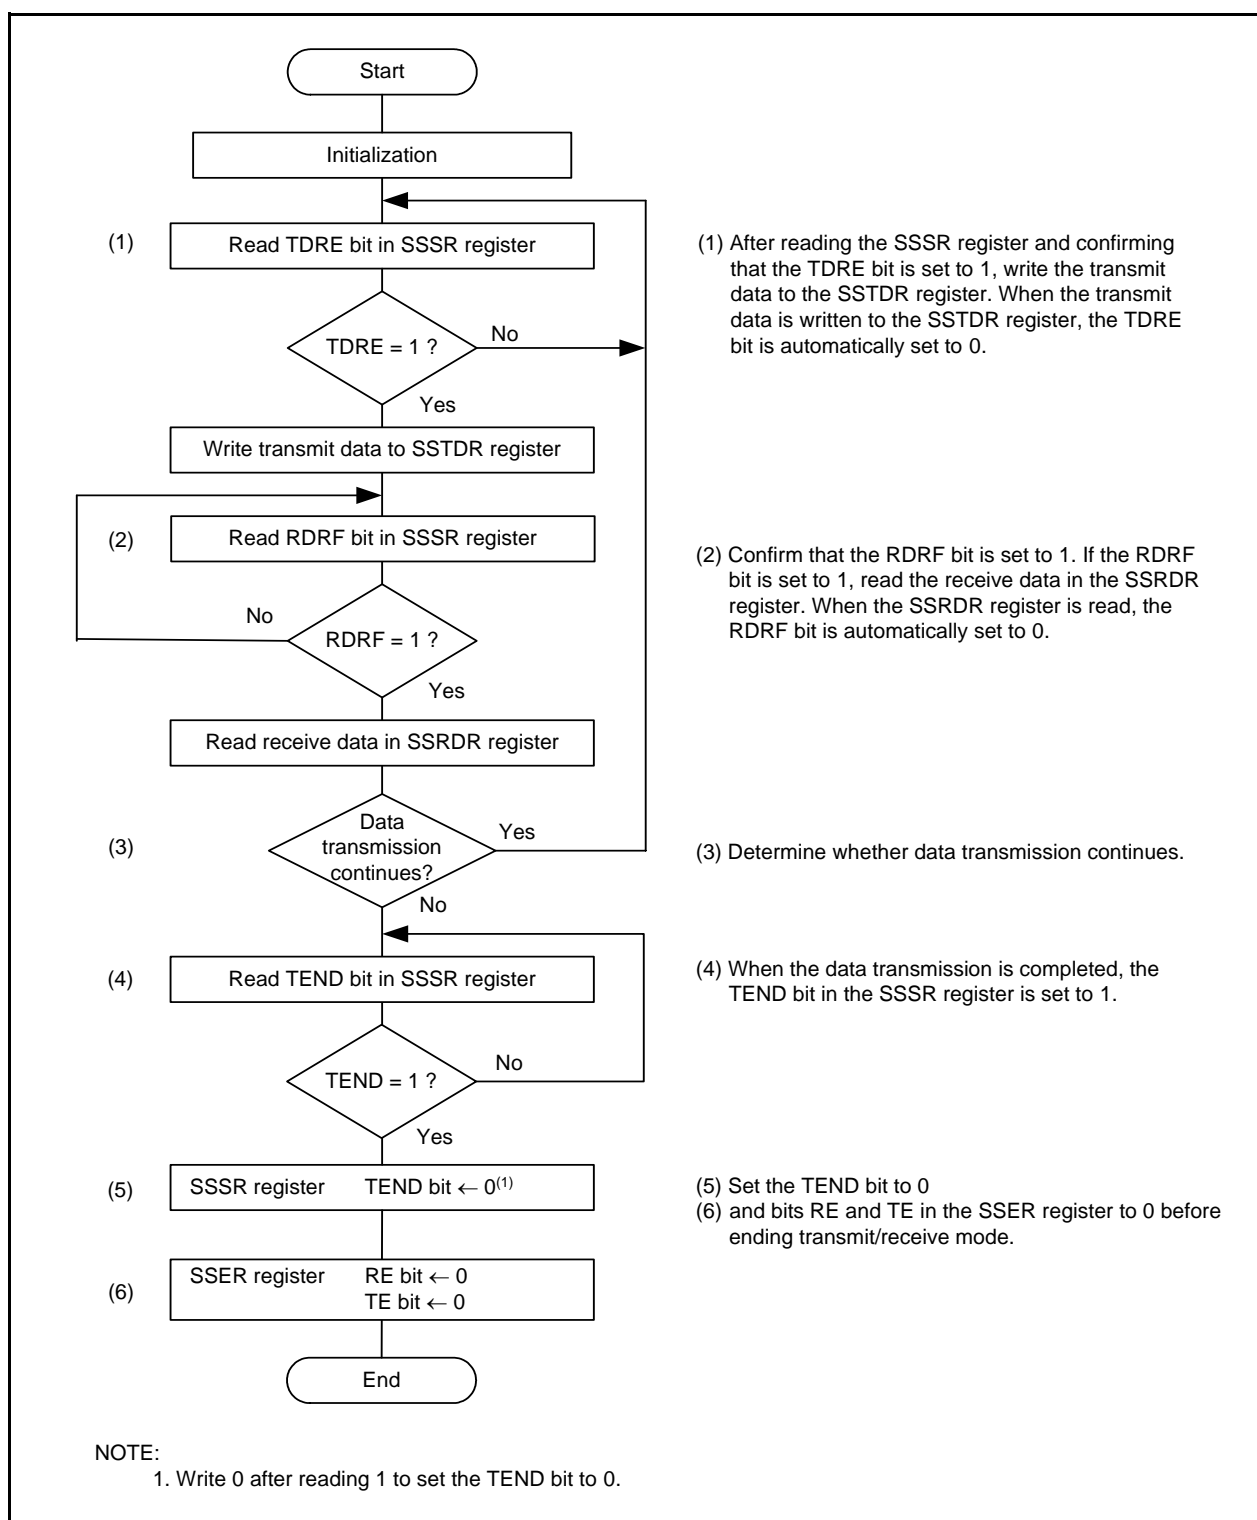 Start
Initialization
(1)
Read TDRE bit in SSSR register
TDRE = 1 ?
No
Yes
Write transmit data to SSTDR register
(2)
Read RDRF bit in SSSR register
No
RDRF = 1 ?
Yes
Read receive data in SSRDR register
(3)
Data
transmission
continues?
Yes
No
(4)
Read TEND bit in SSSR register
TEND = 1 ?
No
Yes
(5)
SSSR register TEND bit ← 0(1)
(6)
SSER register RE bit ← 0
TE bit ← 0
End
(1) After reading the SSSR register and confirming
that the TDRE bit is set to 1, write the transmit
data to the SSTDR register. When the transmit
data is written to the SSTDR register, the TDRE
bit is automatically set to 0.
(2) Confirm that the RDRF bit is set to 1. If the RDRF
bit is set to 1, read the receive data in the SSRDR
register. When the SSRDR register is read, the
RDRF bit is automatically set to 0.
(3) Determine whether data transmission continues.
(4) When the data transmission is completed, the
TEND bit in the SSSR register is set to 1.
(5) Set the TEND bit to 0
(6) and bits RE and TE in the SSER register to 0 before
ending transmit/receive mode.
NOTE:
1. Write 0 after reading 1 to set the TEND bit to 0.